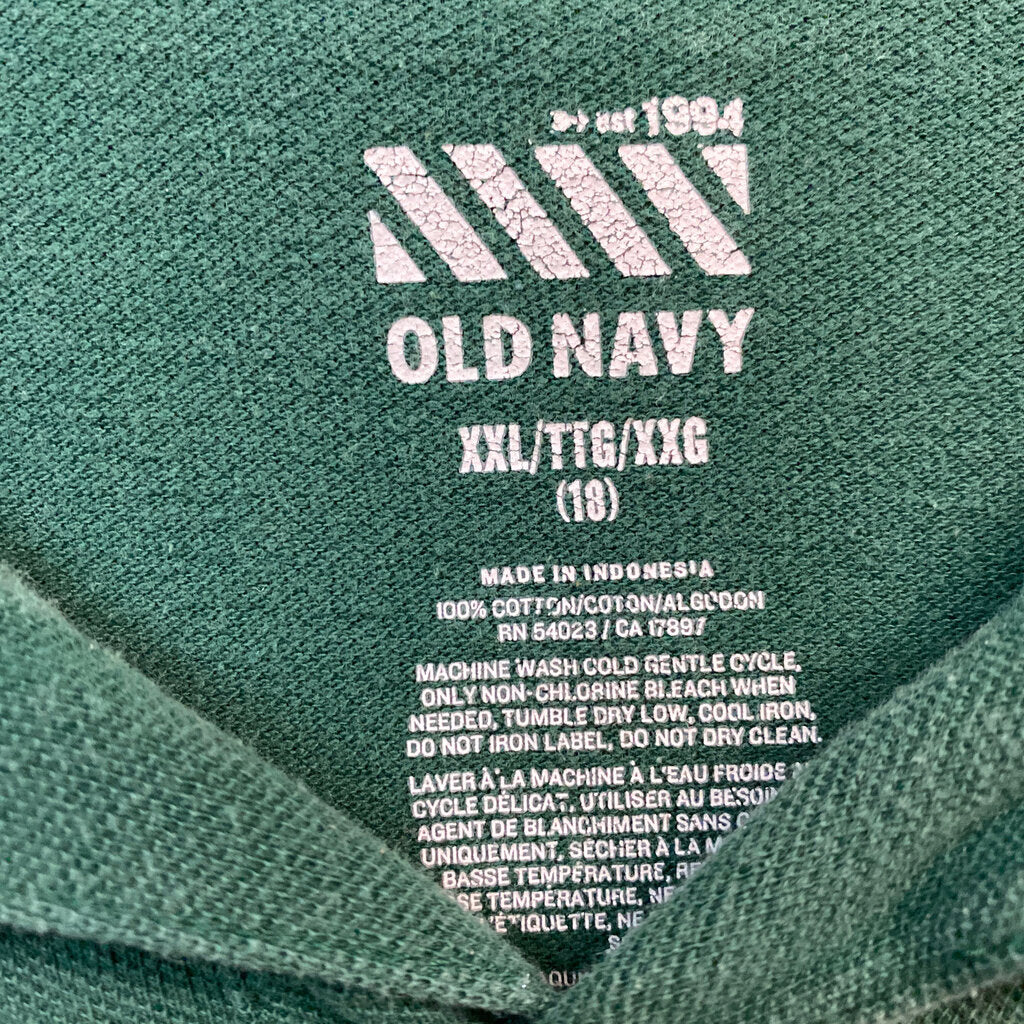 est 1994
OLD NAVY
XXL/TTG/XXG
(18)
MADE IN INDONESIA
100% COTTON/COTON/ALGODON
RN 54023 / CA 17897
MACHINE WASH COLD GENTLE CYCLE,
ONLY NON-CHLORINE BLEACH WHEN
NEEDED, TUMBLE DRY LOW, COOL IRON,
DO NOT IRON LABEL, DO NOT DRY CLEAN.
LAVER À LA MACHINE À L'EAU FROIDE
CYCLE DÉLICAT, UTILISER AU BESOIN
AGENT DE BLANCHIMENT SANS
UNIQUEMENT, SÉCHER À LA
BASSE TEMPÉRATURE,
TEMPÉRATURE, NE
L'ÉTIQUETTE, NE